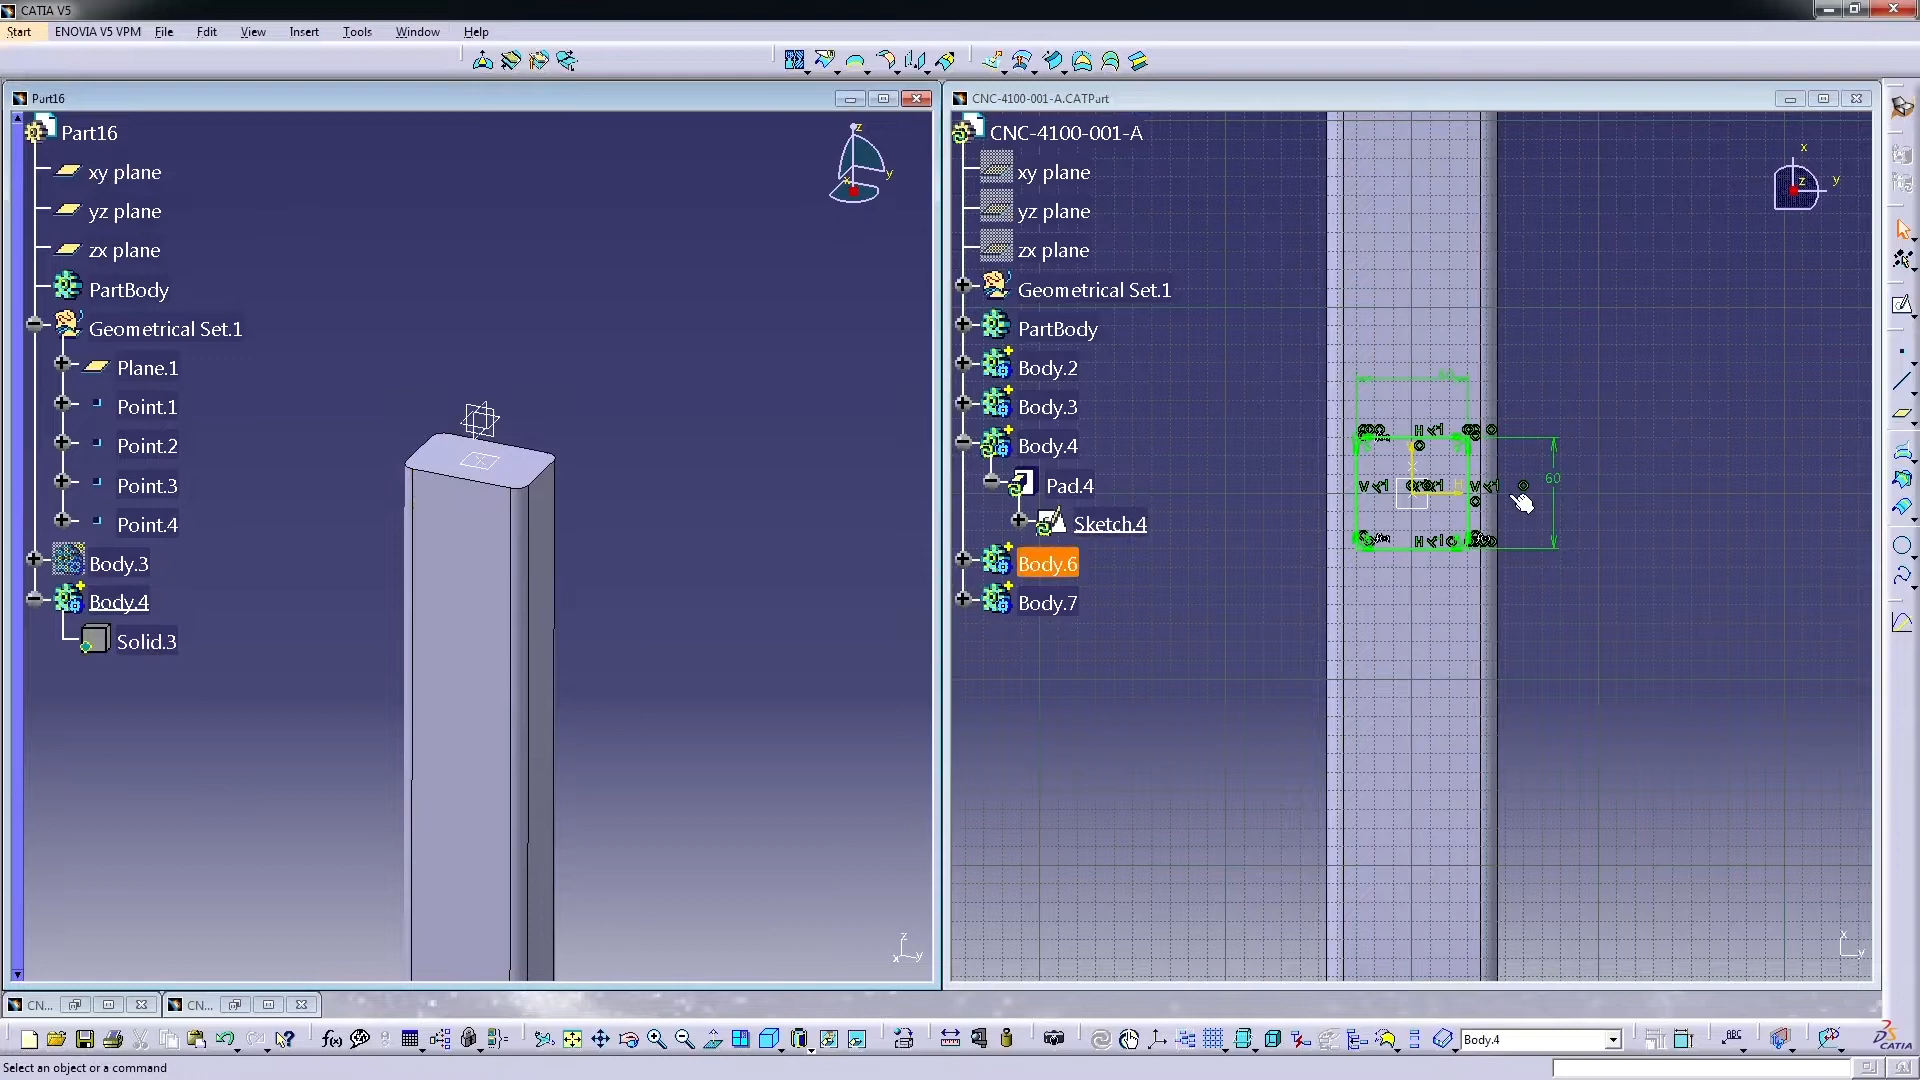 CATIA V5
Start ENOVIA V5 VPM File Edit View Insert Tools Window Help
Part16
Part16
xy plane
yz plane
zx plane
PartBody
Geometrical Set.1
Plane.1
Point.1
Point.2
Point.3
Point.4
Body.3
Body.4
Solid.3
z
y
x
z
x y
CNC-4100-001-A.CATPart
CNC-4100-001-A
xy plane
yz plane
zx plane
Geometrical Set.1
PartBody
Body.2
Body.3
Body.4
Pad.4
Sketch.4
Body.6
Body.7
x
z y
H
V V
H
60
H
x
y
CN... CN...
f(x)
Body.4
ABC
CATIA
Select an object or a command